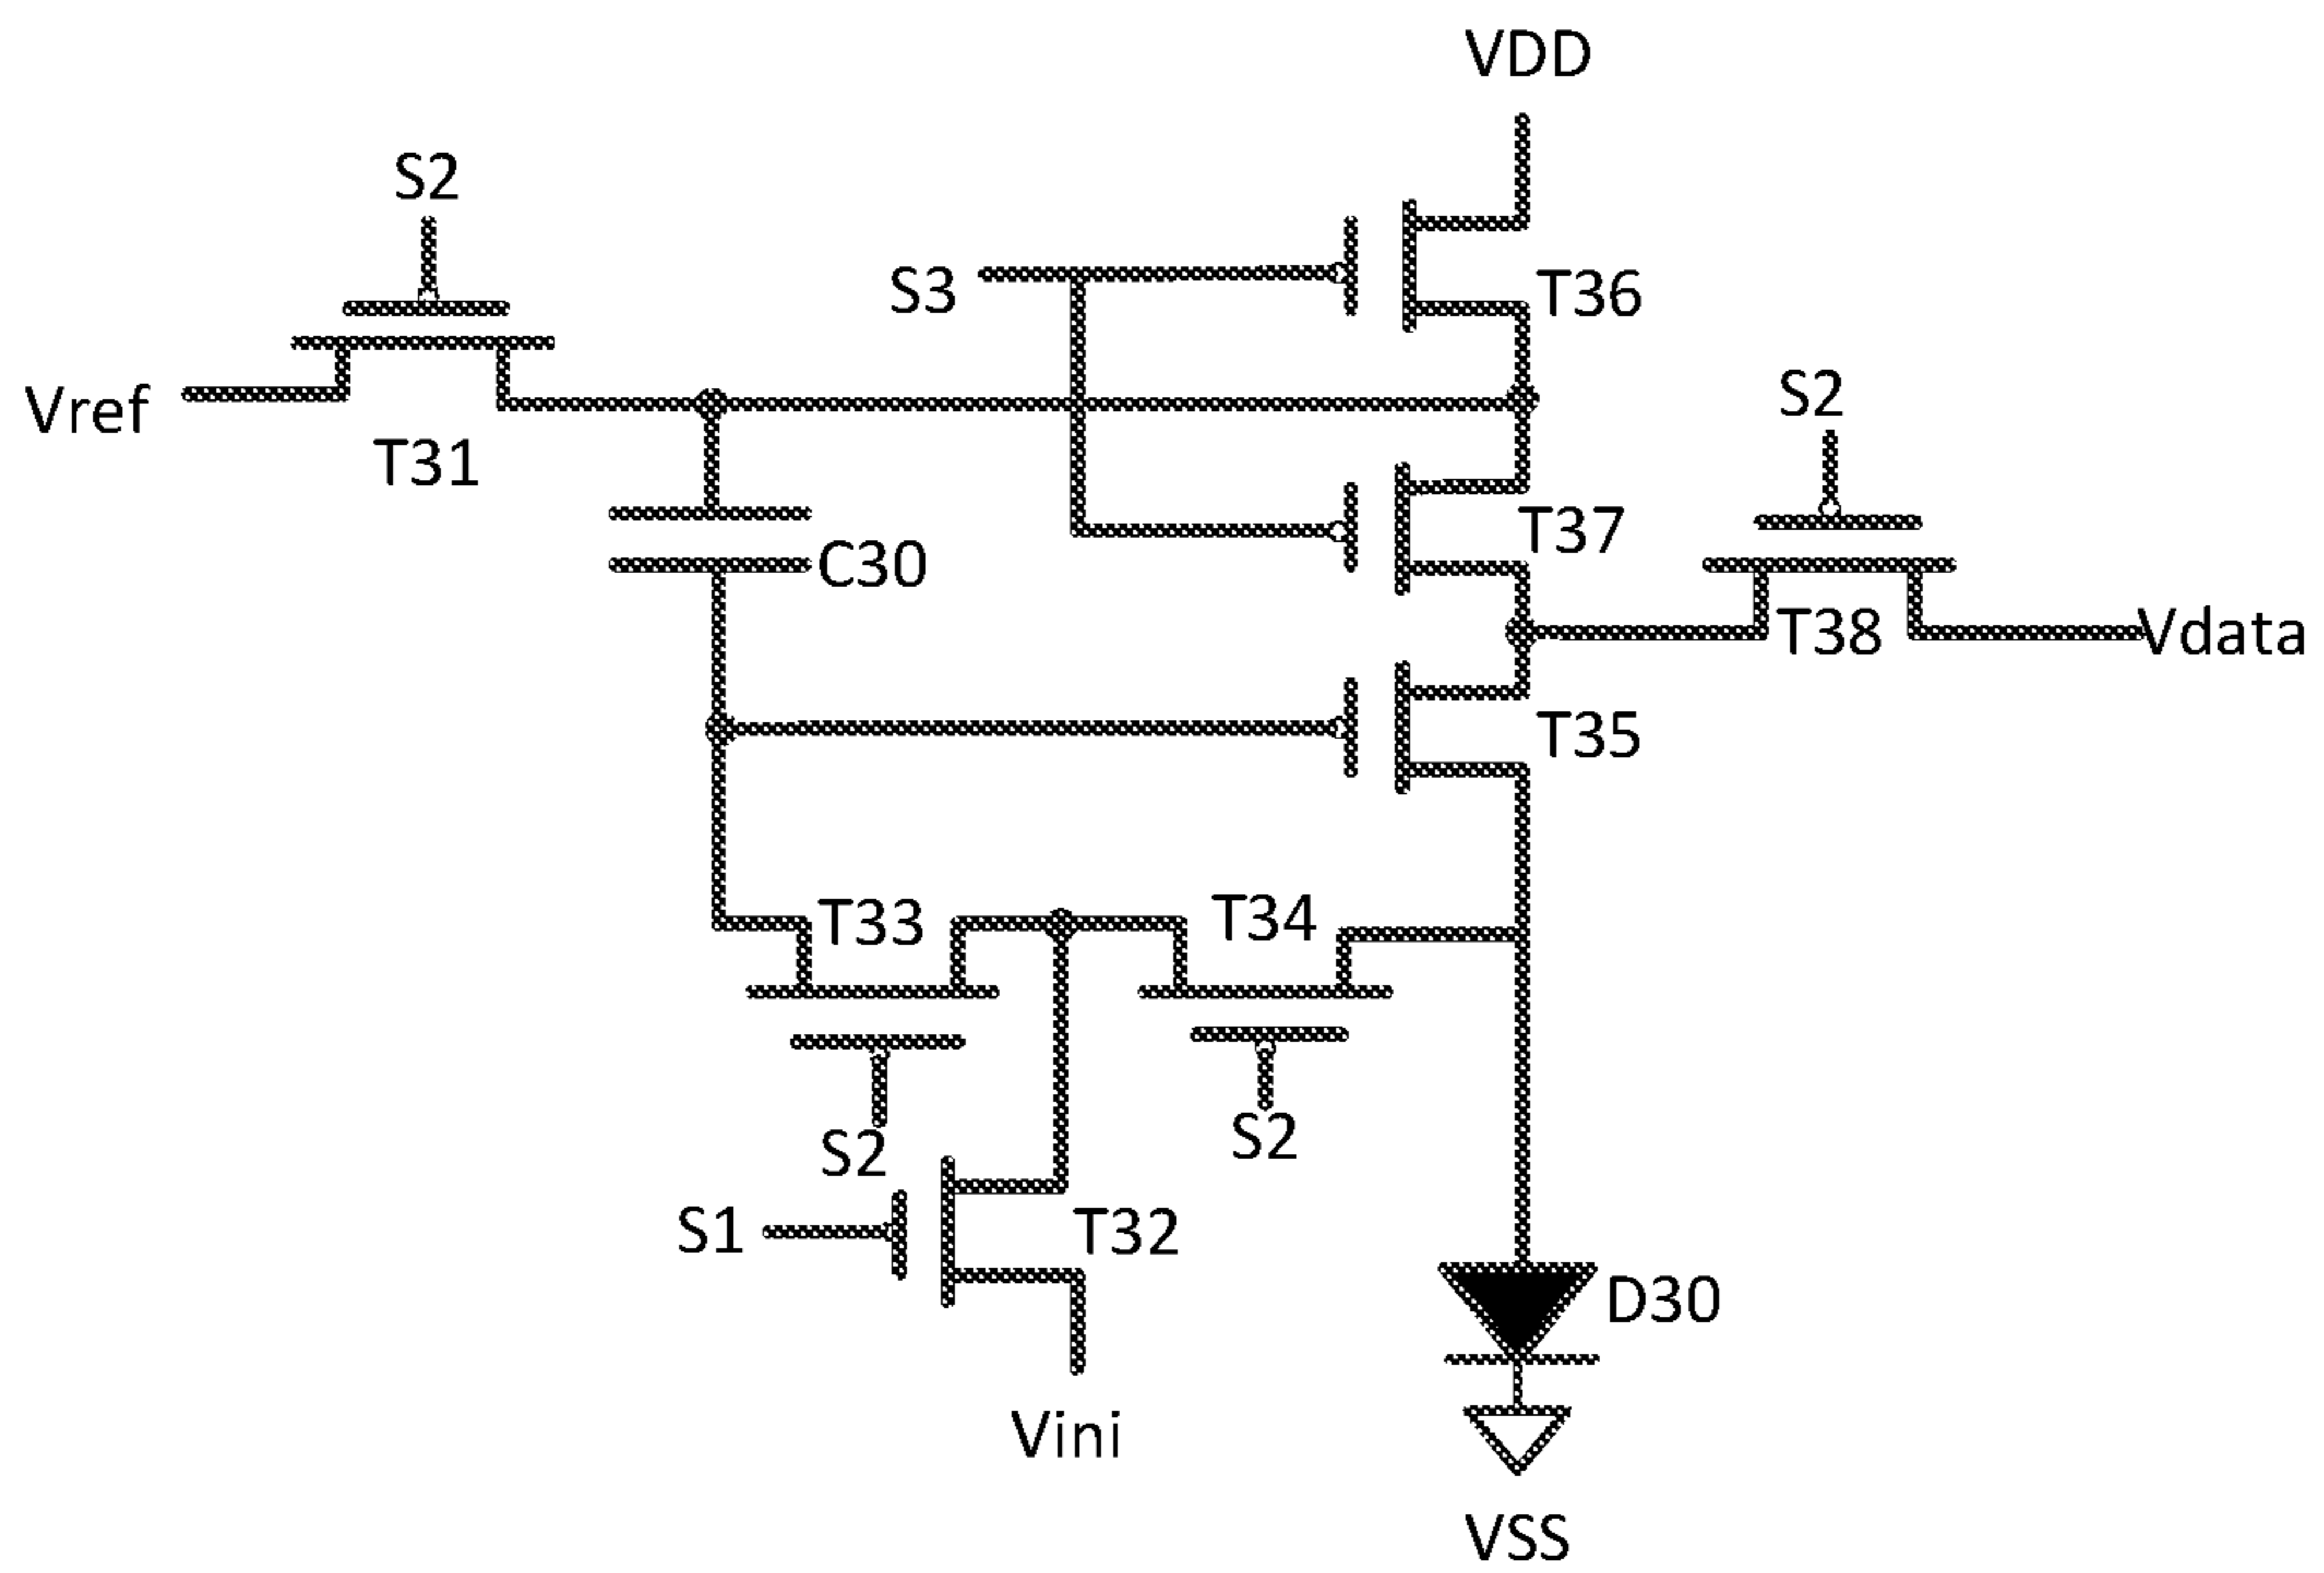 VDD
S2
S3
T36
Vref
S2
T31
T37
C30
T38
Vdata
T35
T33
T34
S2
S2
S1
T32
D30
Vini
VSS